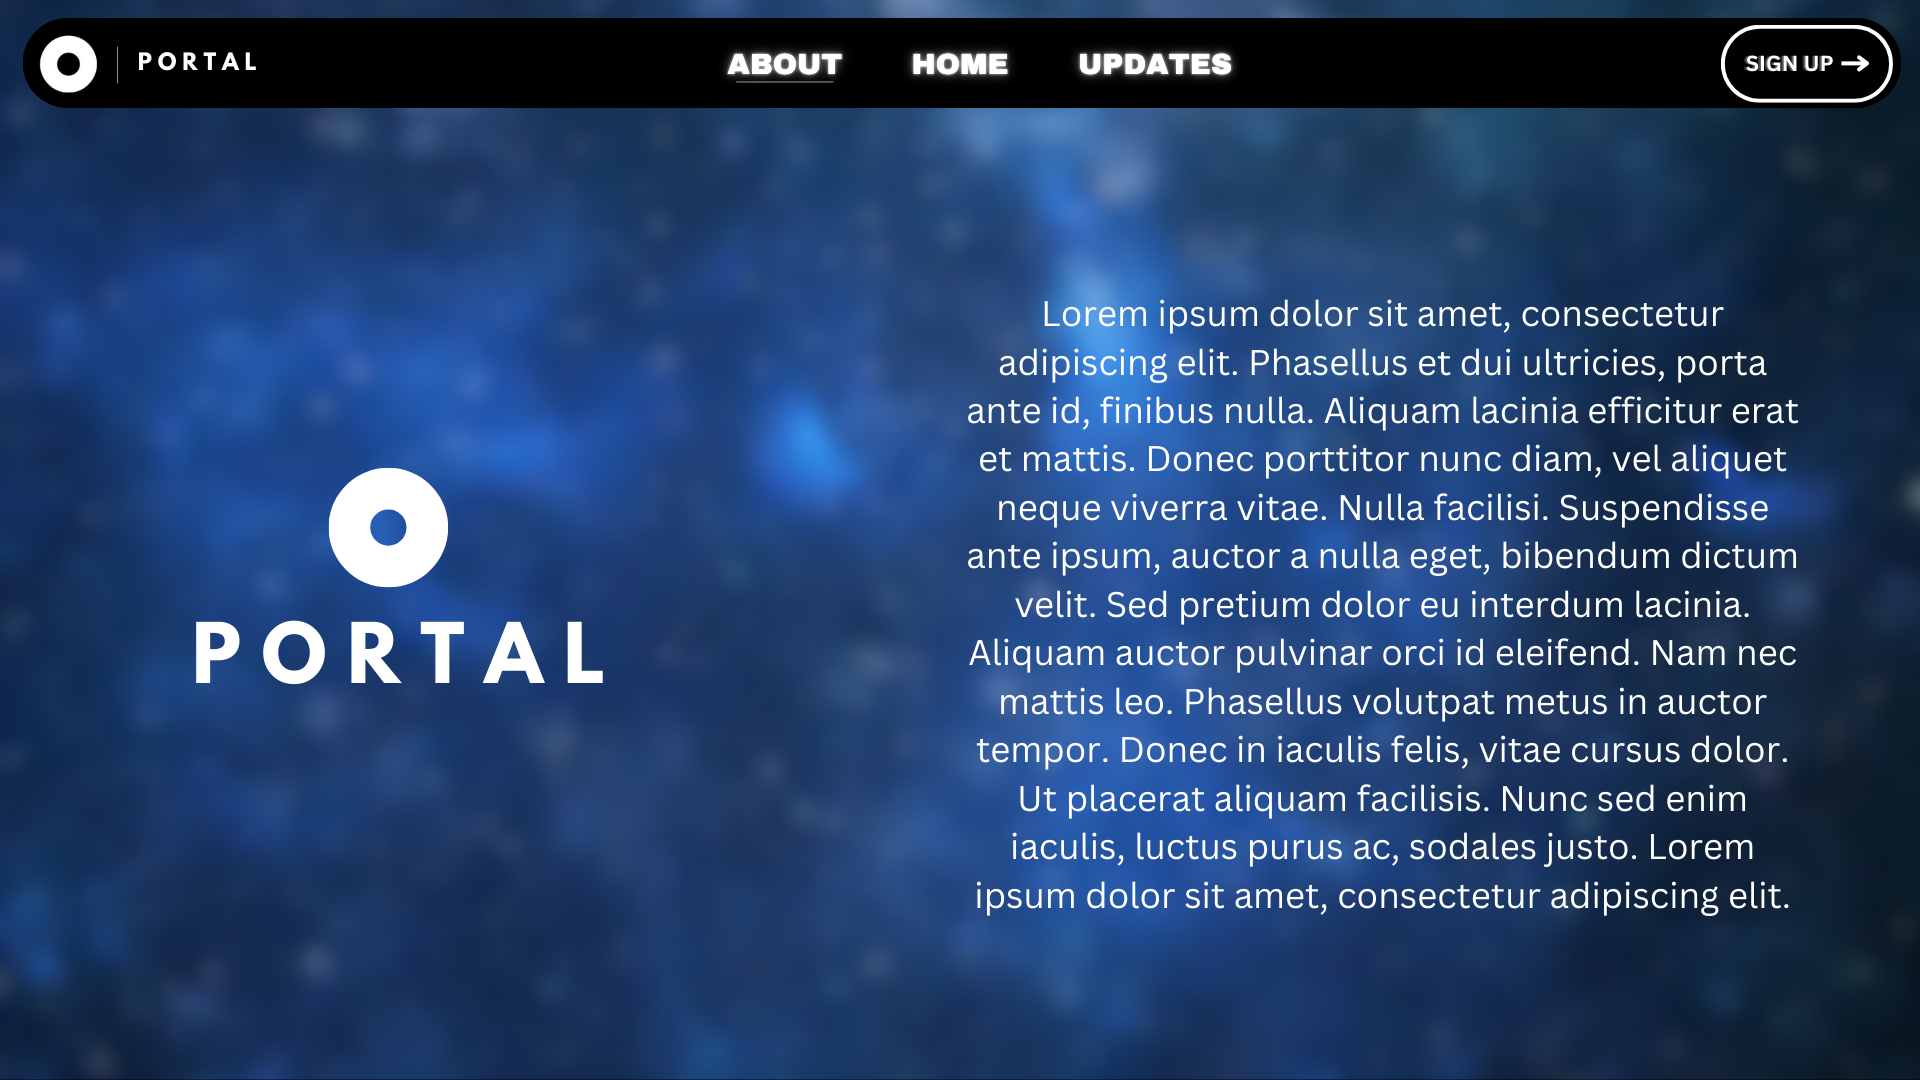 PORTAL
ABOUT
HOME
UPDATES
SIGN UP
PORTAL
Lorem ipsum dolor sit amet, consectetur
adipiscing elit. Phasellus et dui ultricies, porta
ante id, finibus nulla. Aliquam lacinia efficitur erat
et mattis. Donec porttitor nunc diam, vel aliquet
neque viverra vitae. Nulla facilisi. Suspendisse
ante ipsum, auctor a nulla eget, bibendum dictum
velit. Sed pretium dolor eu interdum lacinia.
Aliquam auctor pulvinar orci id eleifend. Nam nec
mattis leo. Phasellus volutpat metus in auctor
tempor. Donec in iaculis felis, vitae cursus dolor.
Ut placerat aliquam facilisis. Nunc sed enim
iaculis, luctus purus ac, sodales justo. Lorem
ipsum dolor sit amet, consectetur adipiscing elit.